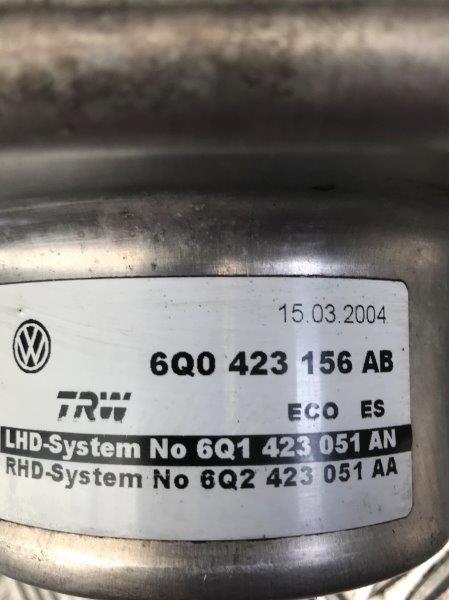 15.03.2004
6Q0 423 156 AB
TRW ECO ES
LHD-System No 6Q1 423 051 AN
RHD-System No 6Q2 423 051 AA